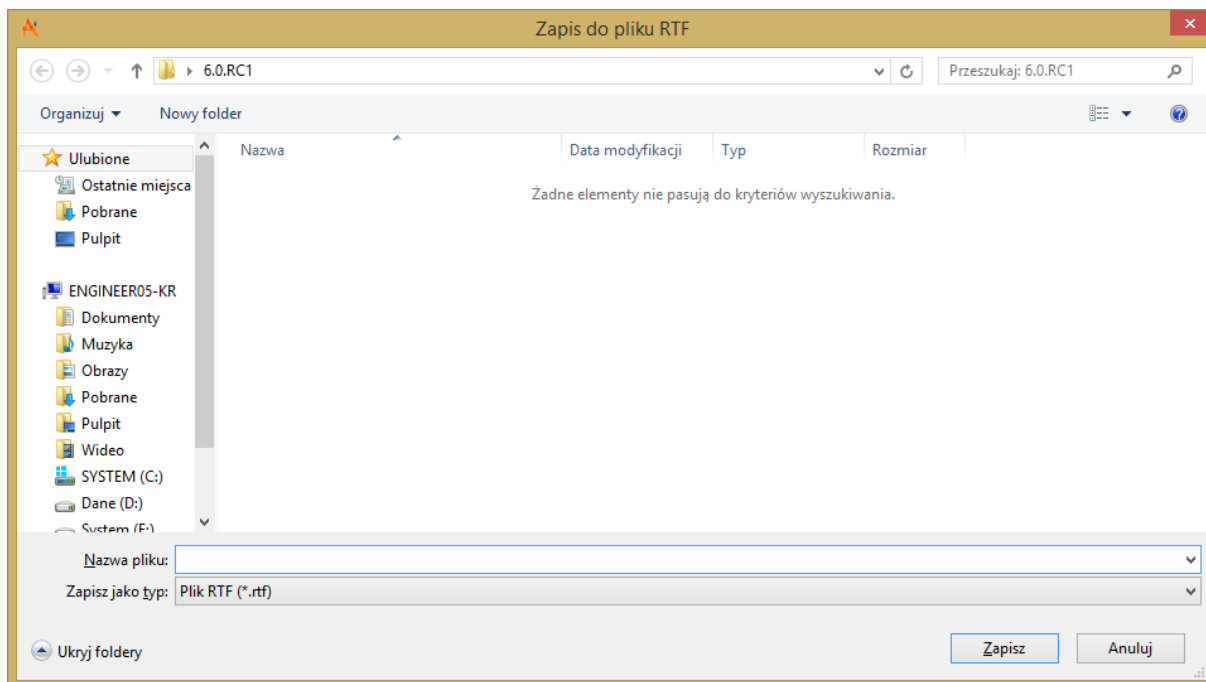 Zapis do pliku RTF
6.0.RC1
Przeszukaj: 6.0.RC1
Organizuj
Nowy folder
Nazwa
Data modyfikacji
Typ
Rozmiar
Żadne elementy nie pasują do kryteriów wyszukiwania.
Ulubione
Ostatnie miejsca
Pobrane
Pulpit
ENGINEER05-KR
Dokumenty
Muzyka
Obrazy
Pobrane
Pulpit
Wideo
SYSTEM (C:)
Dane (D:)
System (F:)
Nazwa pliku:
Zapisz jako typ: Plik RTF (*.rtf)
Ukryj foldery
Zapisz
Anuluj